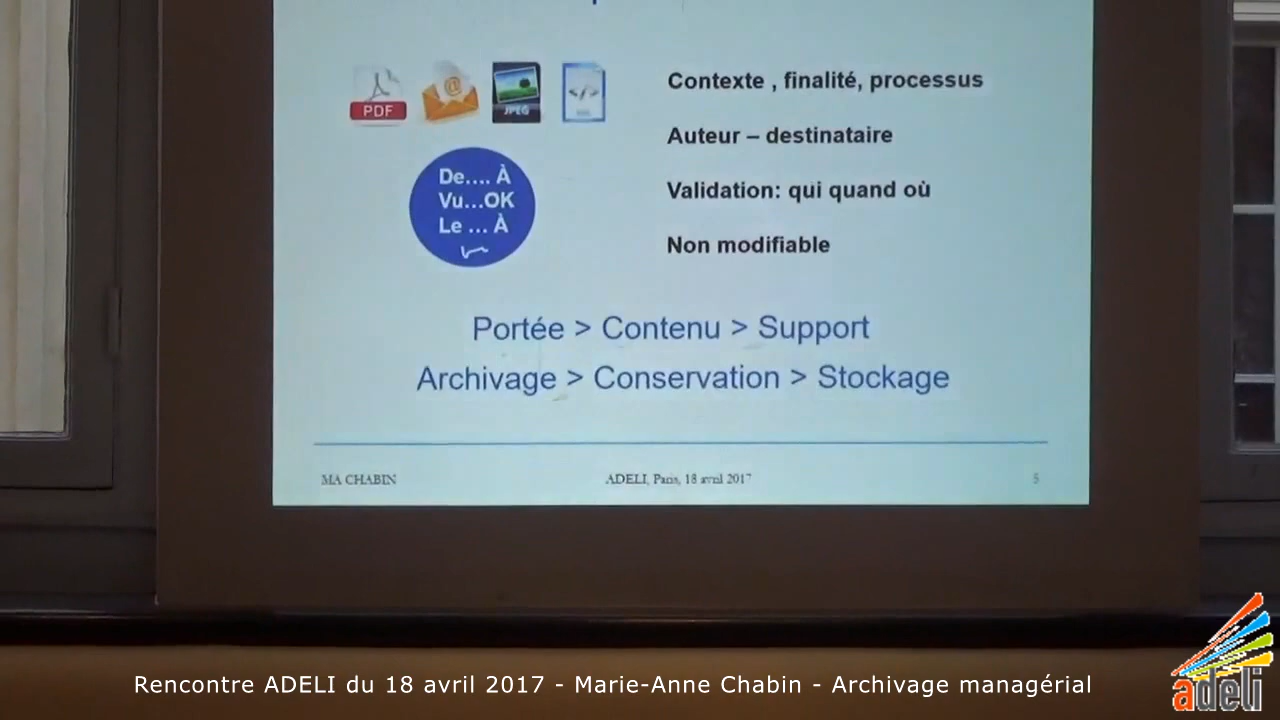 PDF
@
JPEG
Contexte , finalité, processus
Auteur – destinataire
Validation: qui quand où
Non modifiable
De.... À
Vu...OK
Le ... À
Portée > Contenu > Support
Archivage > Conservation > Stockage
MA CHABIN
ADELI, Paris, 18 avril 2017
5
Rencontre ADELI du 18 avril 2017 - Marie-Anne Chabin - Archivage managérial
adeli